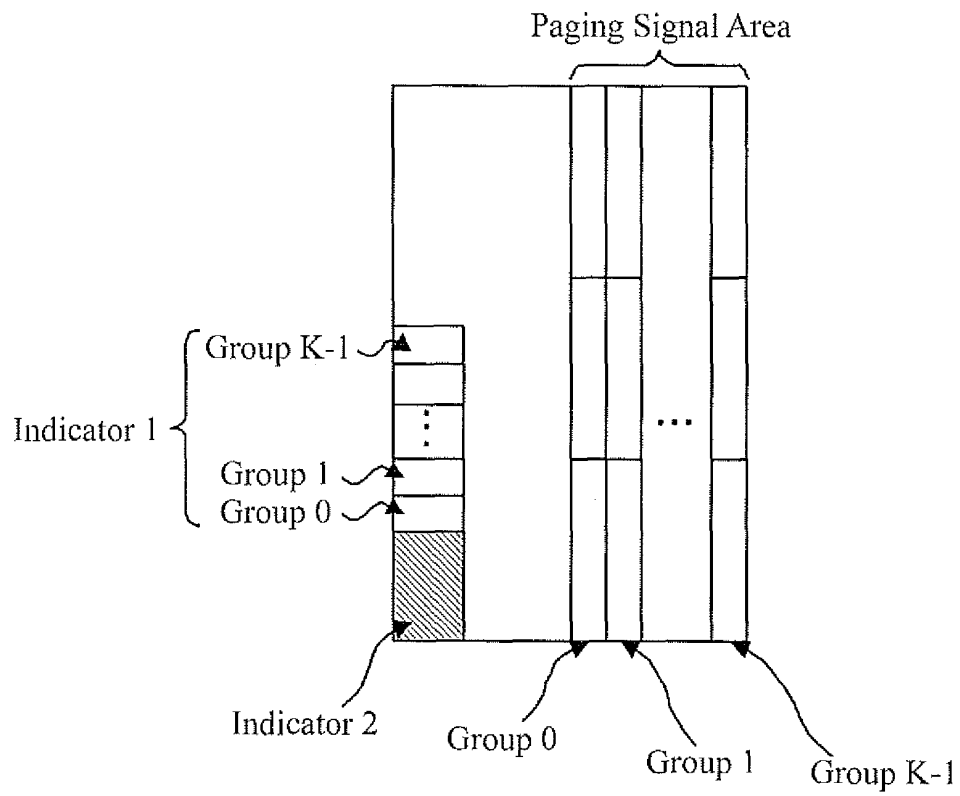 Paging Signal Area
Group K-1
Indicator 1
⋮
...
Group 1
Group 0
Indicator 2
Group 0
Group 1
Group K-1